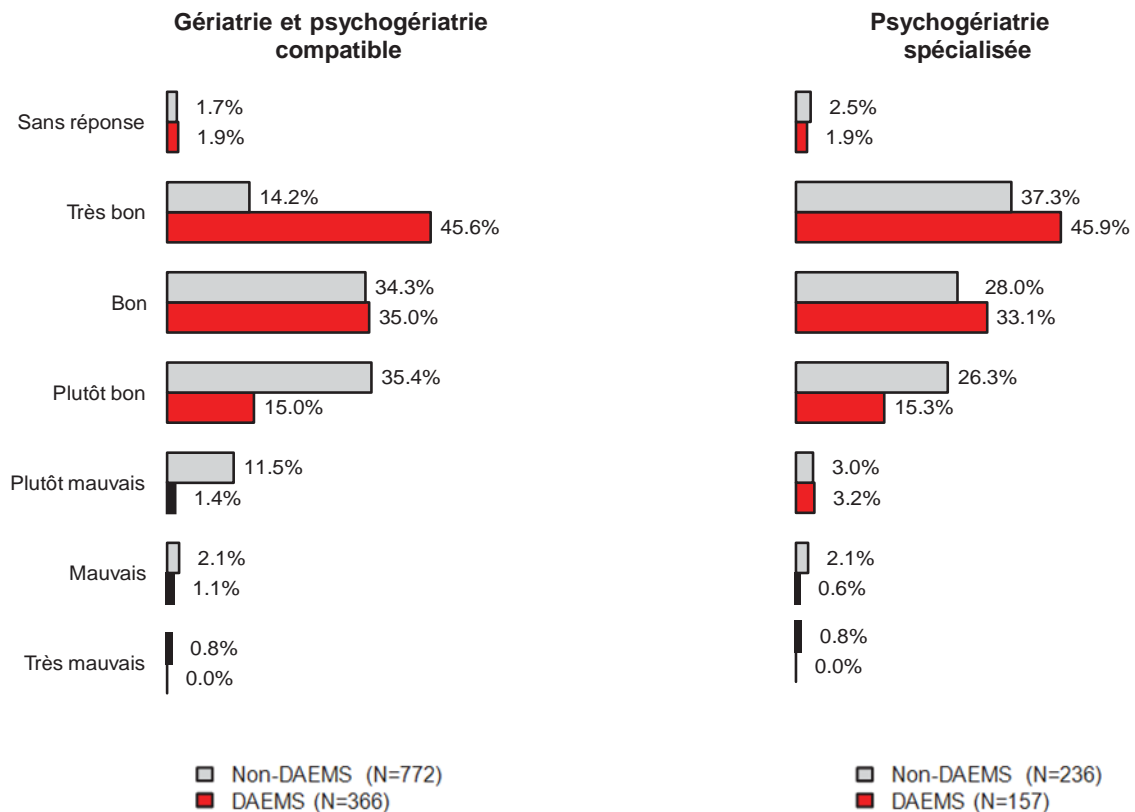 Gériatrie et psychogériatrie
compatible
Psychogériatrie
spécialisée
Sans réponse
1.7%
1.9%
2.5%
1.9%
Très bon
14.2%
45.6%
37.3%
45.9%
Bon
34.3%
35.0%
28.0%
33.1%
Plutôt bon
35.4%
15.0%
26.3%
15.3%
Plutôt mauvais
11.5%
1.4%
3.0%
3.2%
Mauvais
2.1%
1.1%
2.1%
0.6%
Très mauvais
0.8%
0.0%
0.8%
0.0%
Non-DAEMS (N=772)
DAEMS (N=366)
Non-DAEMS (N=236)
DAEMS (N=157)